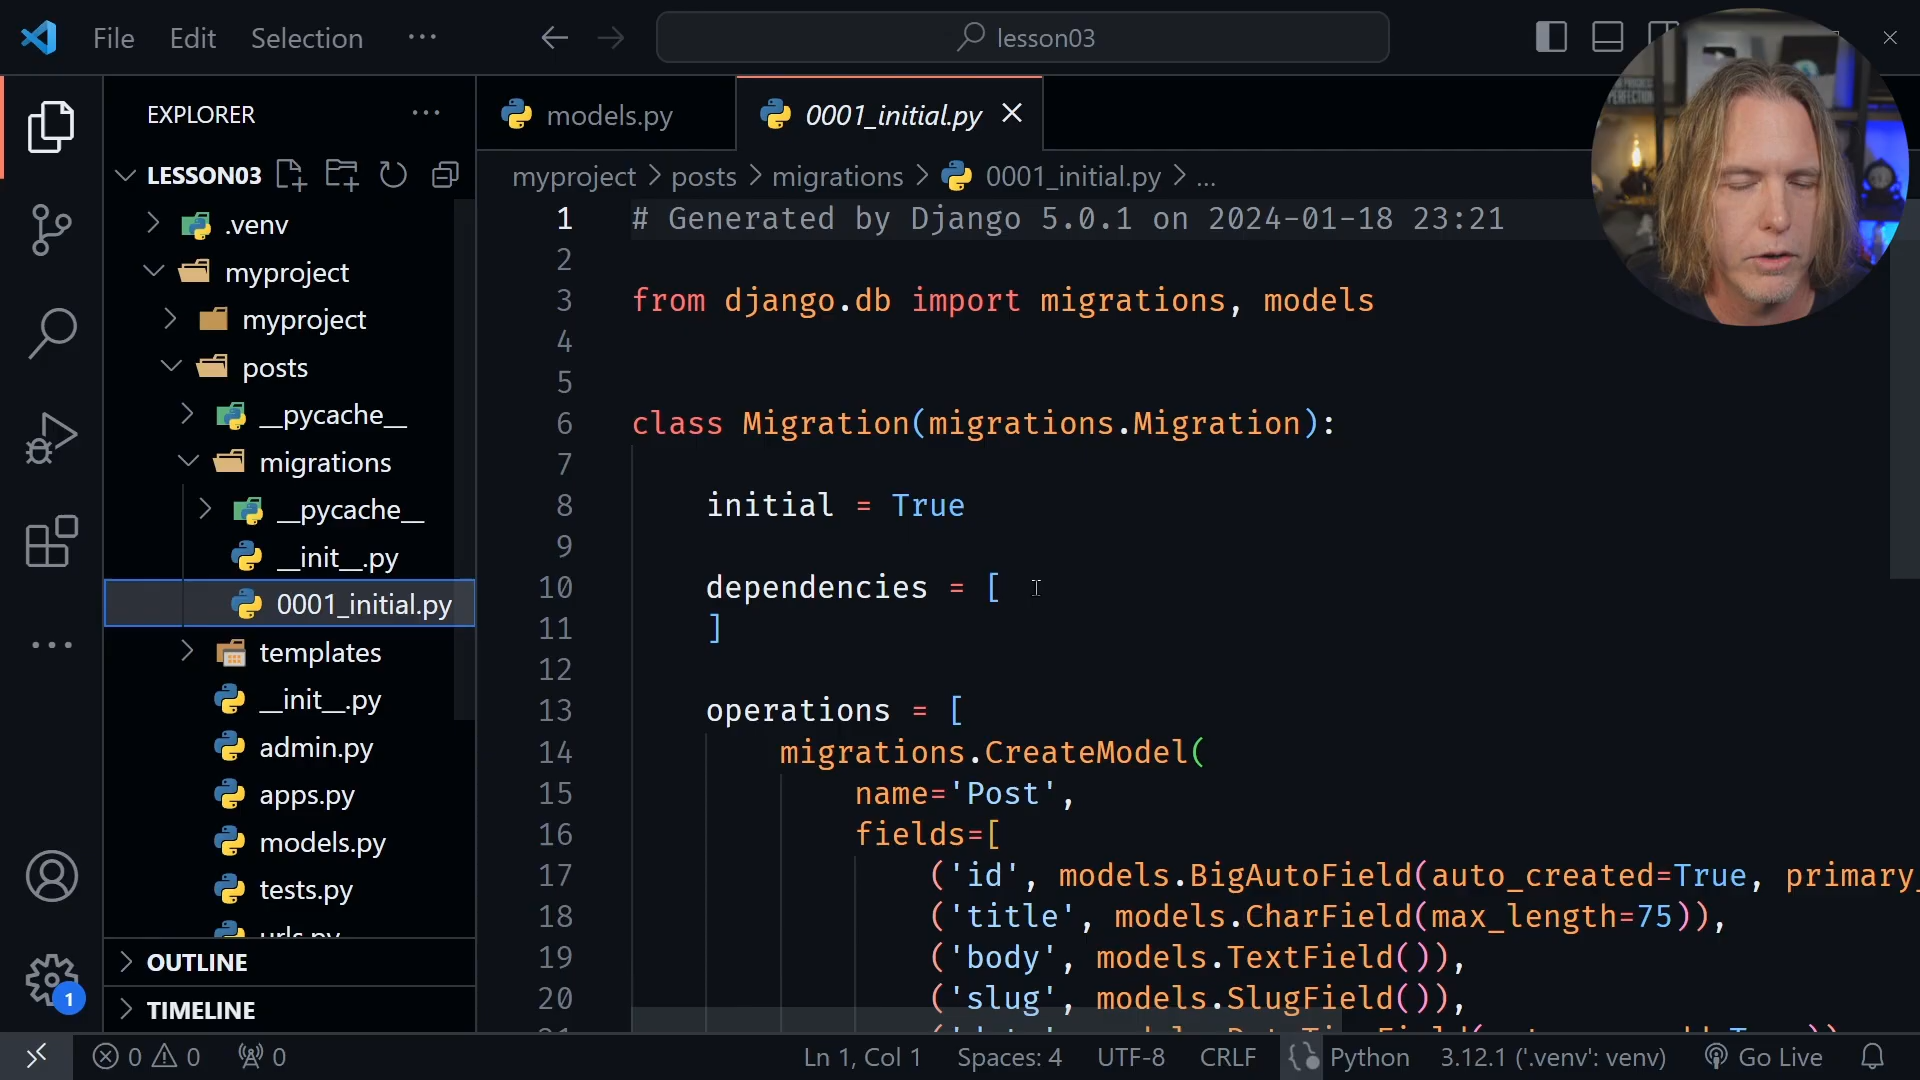 File Edit Selection ··· lesson03
EXPLORER ···
LESSON03
.venv
myproject
myproject
posts
__pycache__
migrations
__pycache__
__init__.py
0001_initial.py
templates
__init__.py
admin.py
apps.py
models.py
tests.py
urls.py
OUTLINE
TIMELINE
models.py 0001_initial.py
myproject > posts > migrations > 0001_initial.py > ...
1 # Generated by Django 5.0.1 on 2024-01-18 23:21
2
3 from django.db import migrations, models
4
5
6 class Migration(migrations.Migration):
7
8 initial = True
9
10 dependencies = [
11 ]
12
13 operations = [
14 migrations.CreateModel(
15 name='Post',
16 fields=[
17 ('id', models.BigAutoField(auto_created=True, primary_
18 ('title', models.CharField(max_length=75)),
19 ('body', models.TextField()),
20 ('slug', models.SlugField()),
1
0 0 0 Ln 1, Col 1 Spaces: 4 UTF-8 CRLF Python 3.12.1 ('.venv': venv) Go Live